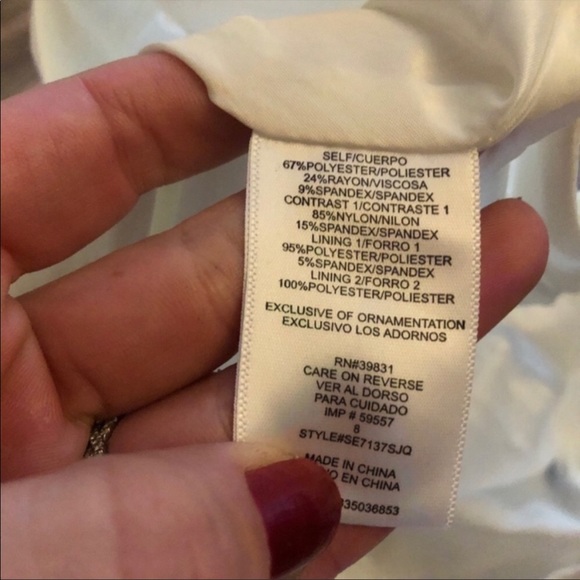 SELF/CUERPO
67%POLYESTER/POLIESTER
24%RAYON/VISCOSA
9%SPANDEX/SPANDEX
CONTRAST 1/CONTRASTE 1
85%NYLON/NILON
15%SPANDEX/SPANDEX
LINING 1/FORRO 1
95%POLYESTER/POLIESTER
5%SPANDEX/SPANDEX
LINING 2/FORRO 2
100%POLYESTER/POLIESTER
EXCLUSIVE OF ORNAMENTATION
EXCLUSIVO LOS ADORNOS
RN#39831
CARE ON REVERSE
VER AL DORSO
PARA CUIDADO
IMP # 59557
8
STYLE#SE7137SJQ
MADE IN CHINA
EN CHINA
35036853